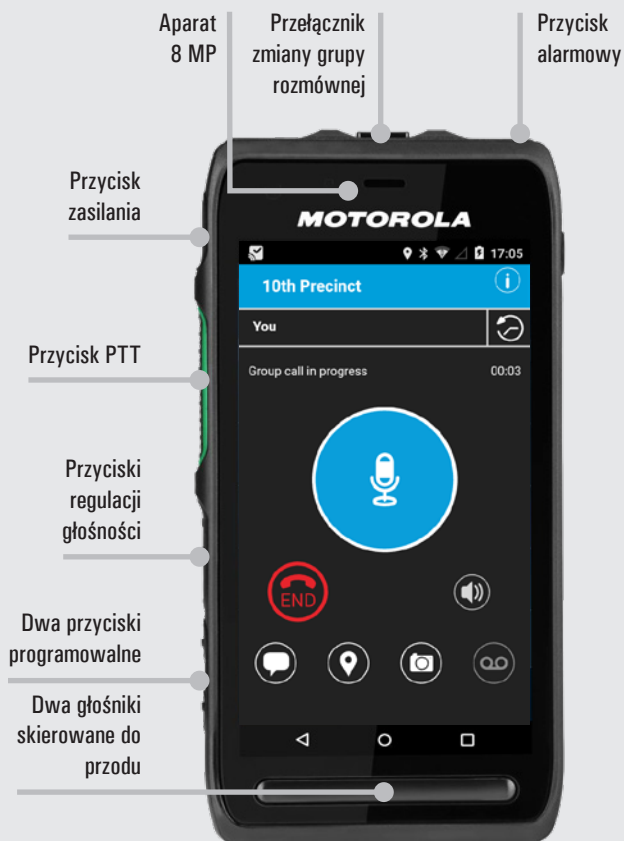 Aparat
8 MP
Przełącznik
zmiany grupy
rozmównej
Przycisk
alarmowy
Przycisk
zasilania
MOTOROLA
17:05
10th Precinct
i
You
Przycisk PTT
Group call in progress 00:03
Przyciski
regulacji
głośności
END
Dwa przyciski
programowalne
Dwa głośniki
skierowane do
przodu